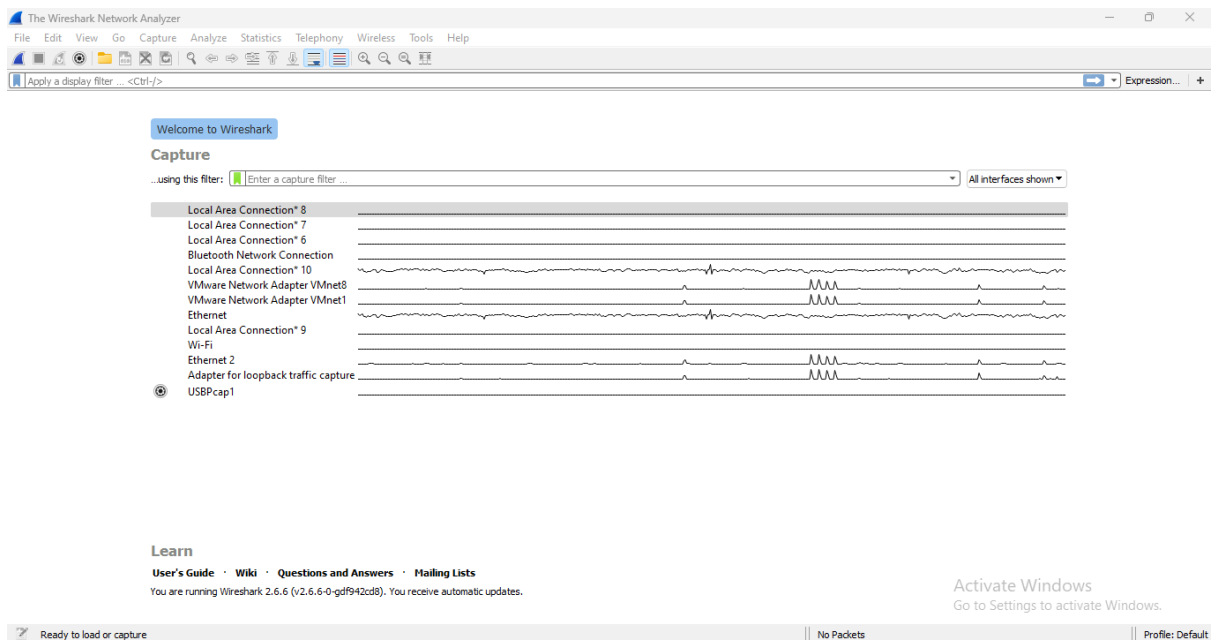 The Wireshark Network Analyzer
File Edit View Go Capture Analyze Statistics Telephony Wireless Tools Help
Apply a display filter ... <Ctrl-/> Expression... +
Welcome to Wireshark
Capture
...using this filter: Enter a capture filter ... All interfaces shown
Local Area Connection* 8
Local Area Connection* 7
Local Area Connection* 6
Bluetooth Network Connection
Local Area Connection* 10
VMware Network Adapter VMnet8
VMware Network Adapter VMnet1
Ethernet
Local Area Connection* 9
Wi-Fi
Ethernet 2
Adapter for loopback traffic capture
USBPcap1
Learn
User's Guide · Wiki · Questions and Answers · Mailing Lists
You are running Wireshark 2.6.6 (v2.6.6-0-gdf942cd8). You receive automatic updates.
Activate Windows
Go to Settings to activate Windows.
Ready to load or capture No Packets Profile: Default